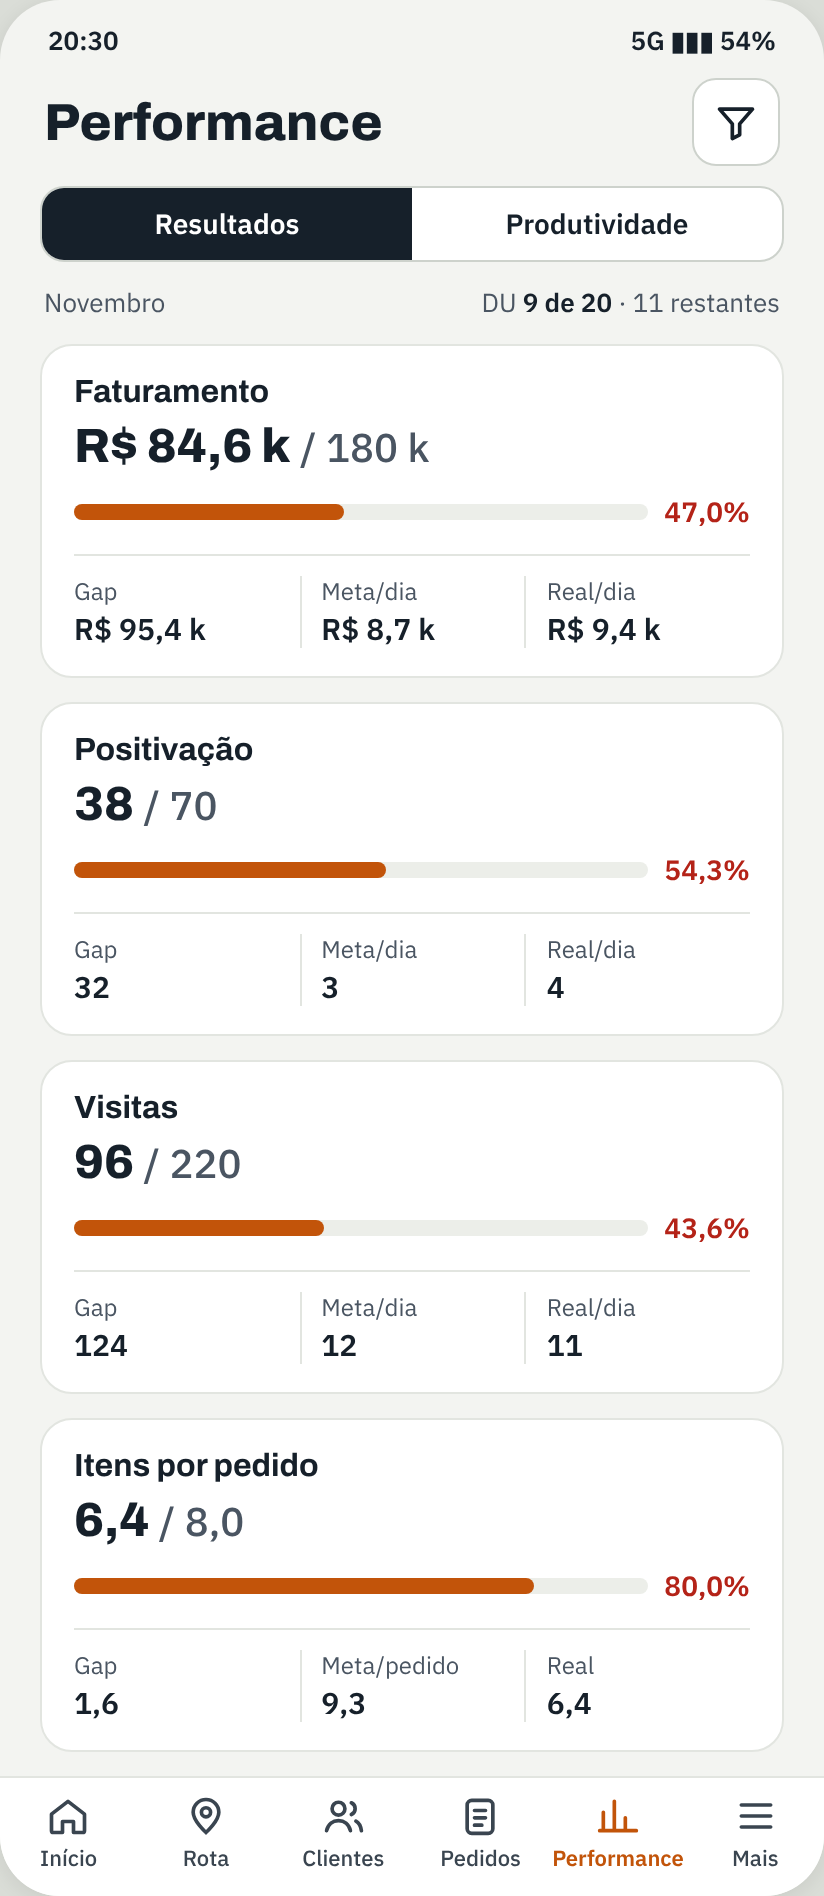 20:30
5G 54%
Performance
Resultados
Produtividade
Novembro
DU 9 de 20 · 11 restantes
Faturamento
R$ 84,6 k / 180 k
47,0%
Gap
Meta/dia
Real/dia
R$ 95,4 k
R$ 8,7 k
R$ 9,4 k
Positivação
38 / 70
54,3%
Gap
Meta/dia
Real/dia
32
3
4
Visitas
96 / 220
43,6%
Gap
Meta/dia
Real/dia
124
12
11
Itens por pedido
6,4 / 8,0
80,0%
Gap
Meta/pedido
Real
1,6
9,3
6,4
Início
Rota
Clientes
Pedidos
Performance
Mais